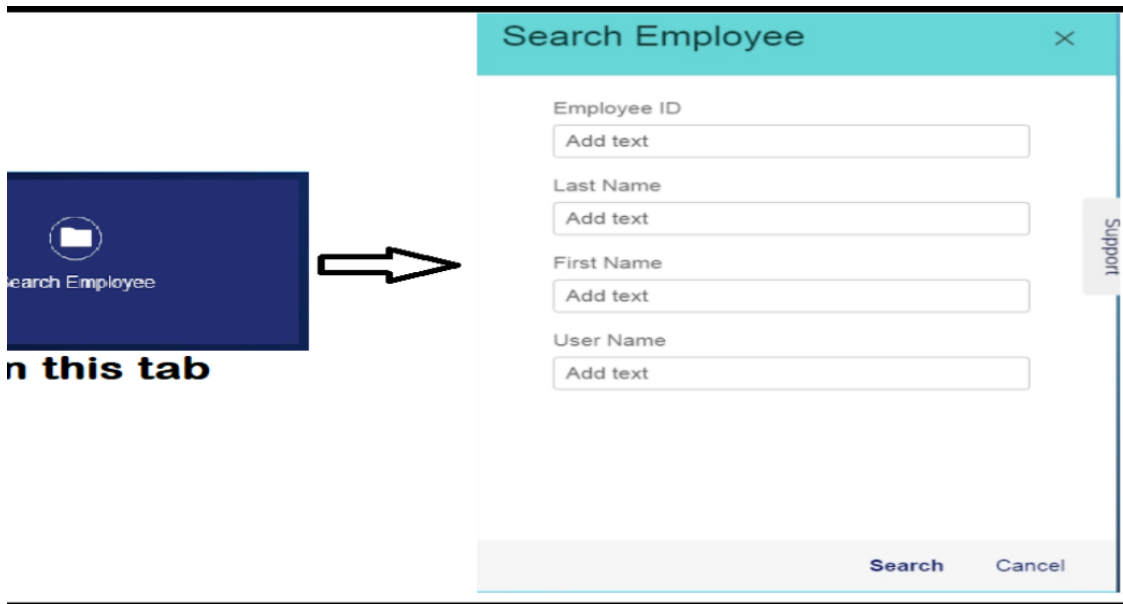 Search Employee
Employee ID
Add text
Last Name
Add text
First Name
Add text
User Name
Add text
Search Cancel
Support
earch Employee
n this tab